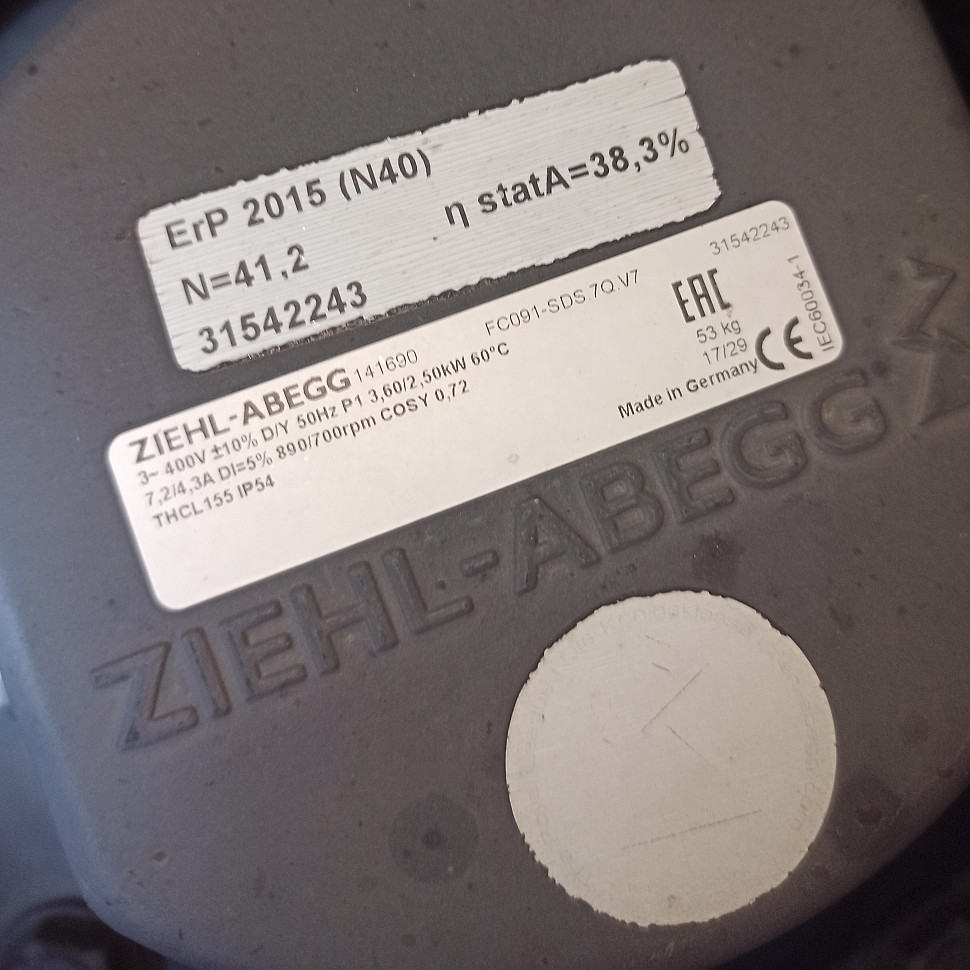 ErP 2015 (N40)
N=41,2 η statA=38,3%
31542243
ZIEHL-ABEGG 141690 FC091-SDS.7Q.V7 31542243
3~ 400V ±10% D/Y 50Hz P1 3,60/2,50kW 60°C
7,2/4,3A DI=5% 890/700rpm COSY 0,72
THCL155 IP54
EAC
53 kg
17/29
Made in Germany
CE
IEC60034-1
ZIEHL-ABEGG